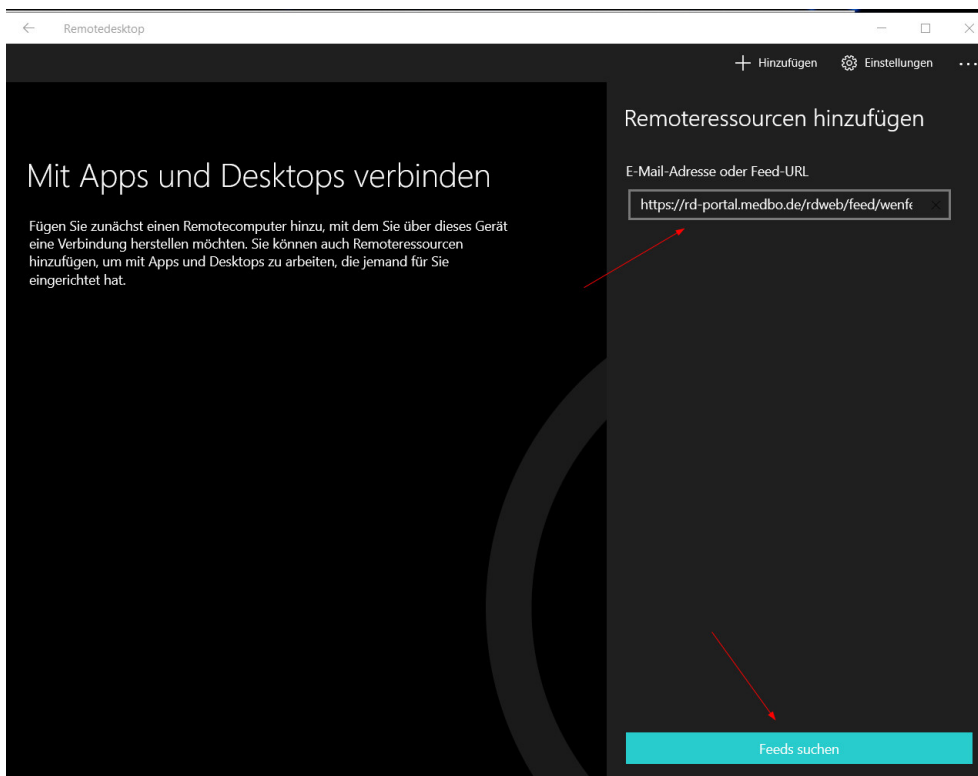 Remotedesktop
Hinzufügen
Einstellungen
Remoteressourcen hinzufügen
Mit Apps und Desktops verbinden
E-Mail-Adresse oder Feed-URL
https://rd-portal.medbo.de/rdweb/feed/wenfe
Fügen Sie zunächst einen Remotecomputer hinzu, mit dem Sie über dieses Gerät
eine Verbindung herstellen möchten. Sie können auch Remoteressourcen
hinzufügen, um mit Apps und Desktops zu arbeiten, die jemand für Sie
eingerichtet hat.
Feeds suchen